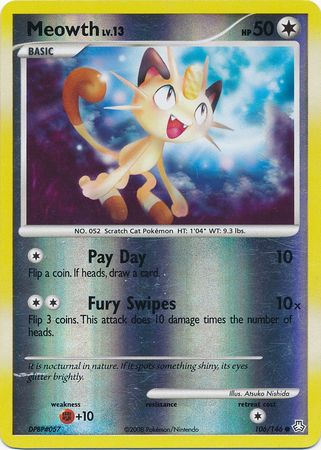 Meowth LV.13 HP 50
BASIC
NO. 052 Scratch Cat Pokémon HT: 1'04" WT: 9.3 lbs.
Pay Day 10
Flip a coin. If heads, draw a card.
Fury Swipes 10×
Flip 3 coins. This attack does 10 damage times the number of
heads.
It is nocturnal in nature. If it spots something shiny, its eyes
glitter brightly.
Illus. Atsuko Nishida
weakness resistance retreat cost
+10
DPBP#057 ©2008 Pokémon/Nintendo 106/146